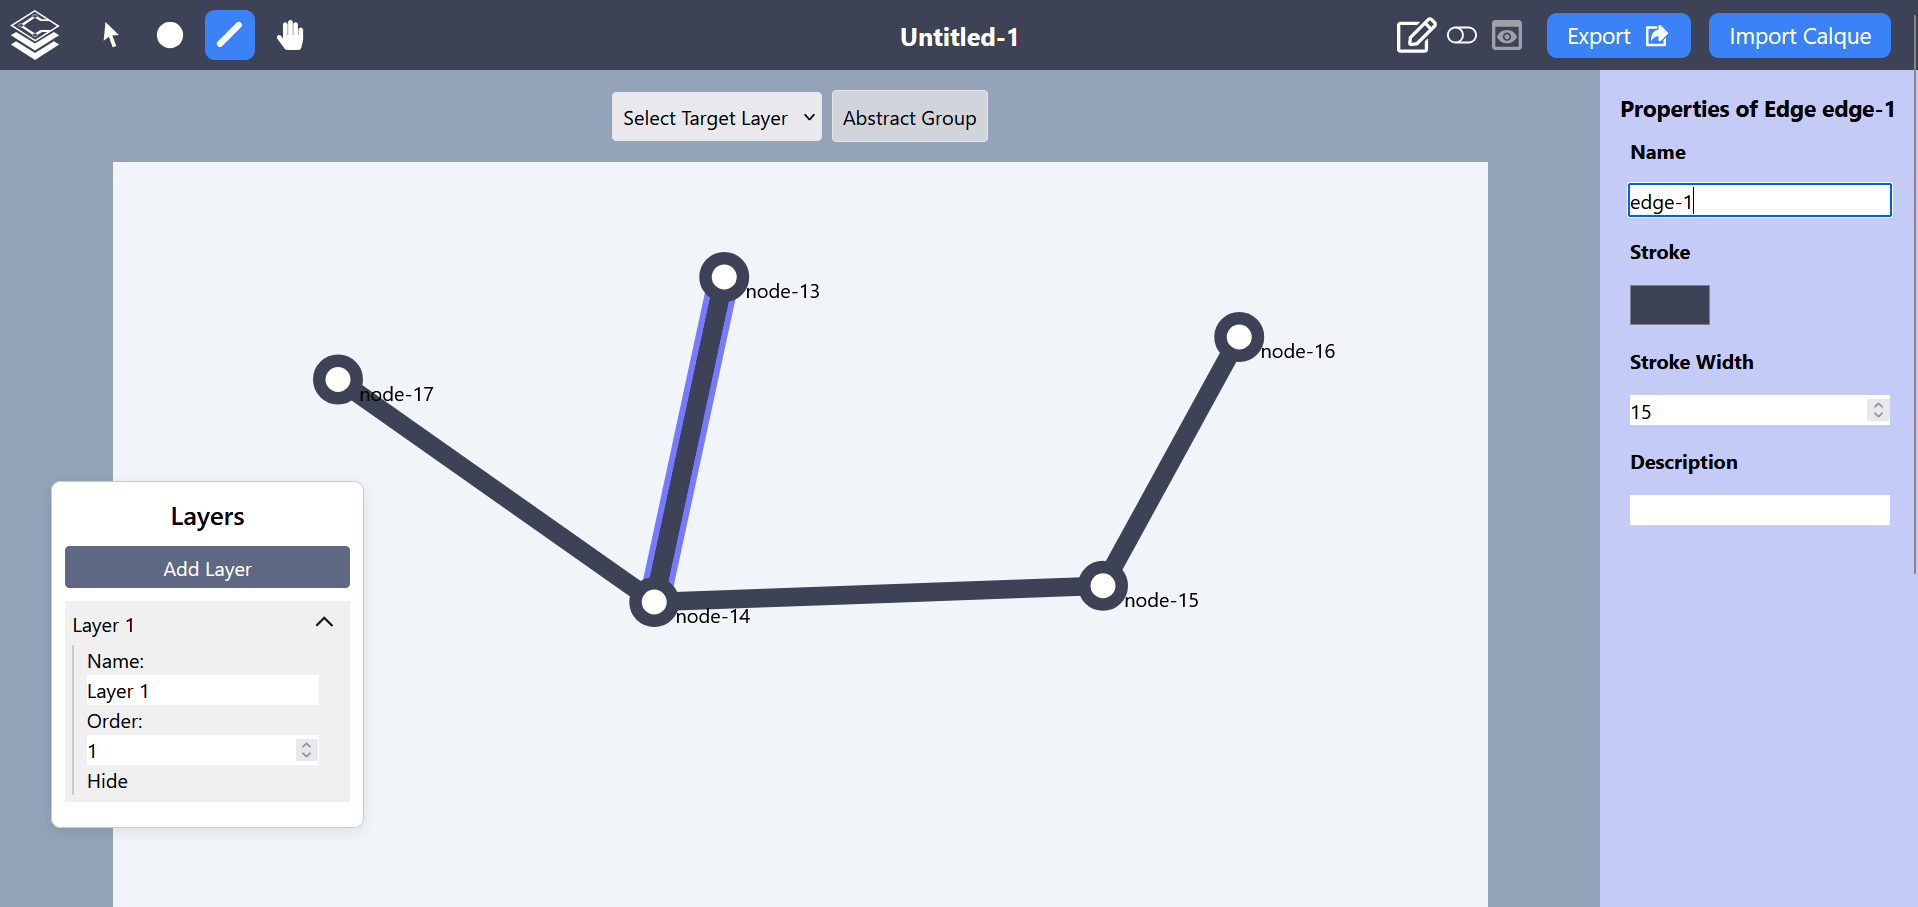 Untitled-1
Export
Import Calque
Select Target Layer
Abstract Group
node-13
node-16
node-17
node-14
node-15
Layers
Add Layer
Layer 1
Name:
Layer 1
Order:
1
Hide
Properties of Edge edge-1
Name
edge-1
Stroke
Stroke Width
15
Description